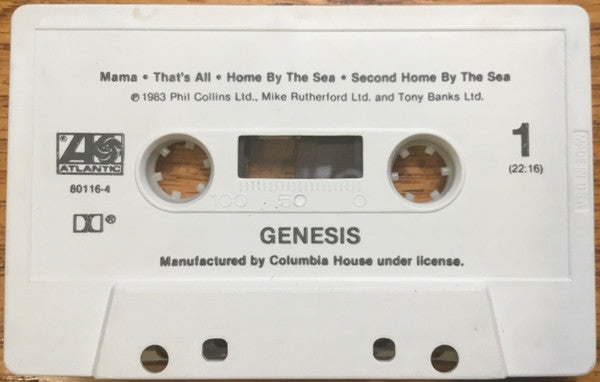 Mama • That's All • Home By The Sea • Second Home By The Sea
℗1983 Phil Collins Ltd., Mike Rutherford Ltd. and Tony Banks Ltd.
ATLANTIC
80116-4
1
(22:16)
MADE IN U.S.A.
100 50 0
GENESIS
Manufactured by Columbia House under license.